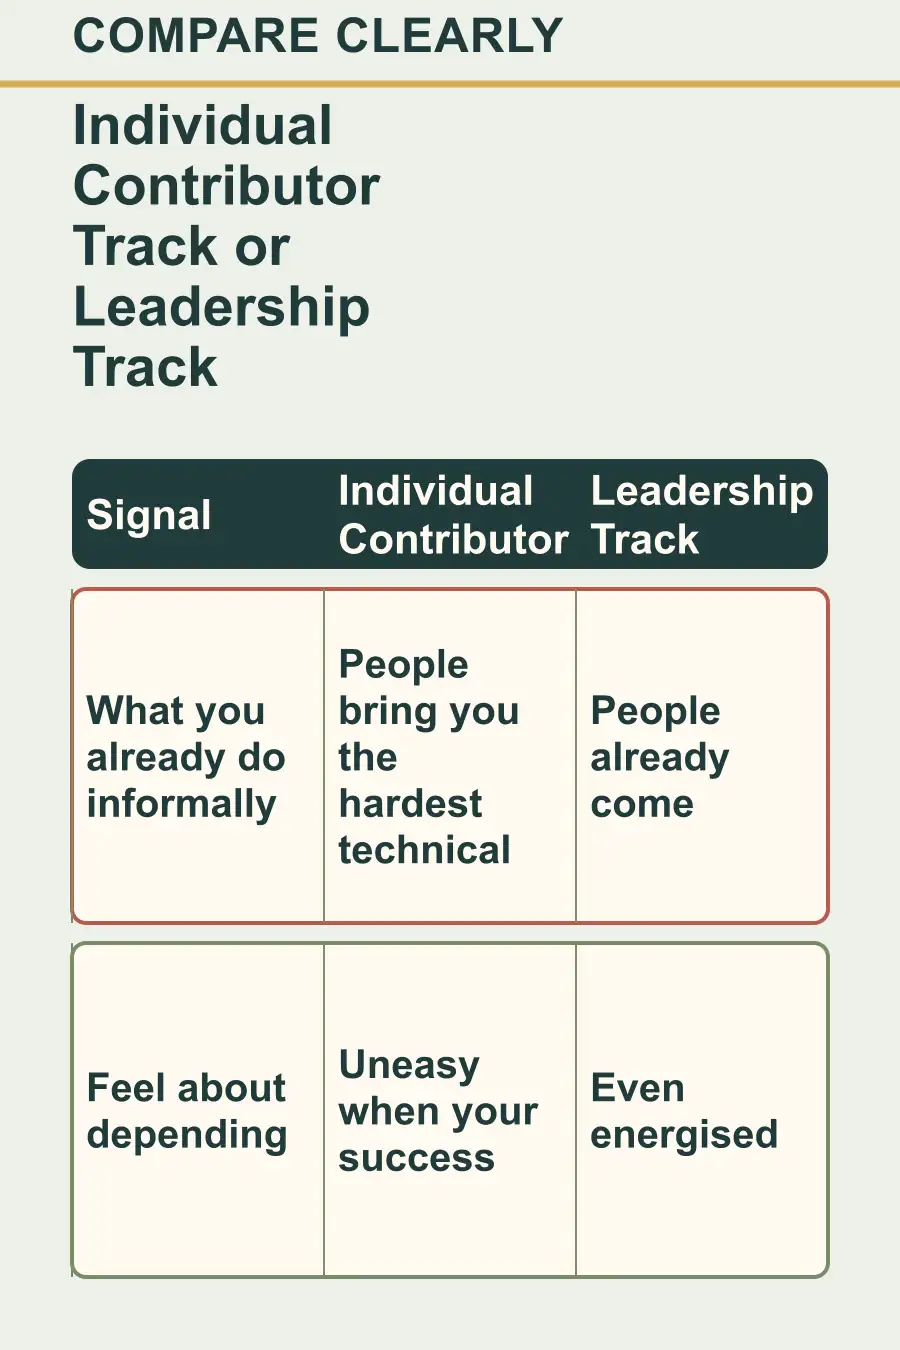 COMPARE CLEARLY
Individual
Contributor
Track or
Leadership
Track
Signal
Individual
Contributor
Leadership
Track
What you
already do
informally
People
bring you
the
hardest
technical
People
already
come
Feel about
depending
Uneasy
when your
success
Even
energised